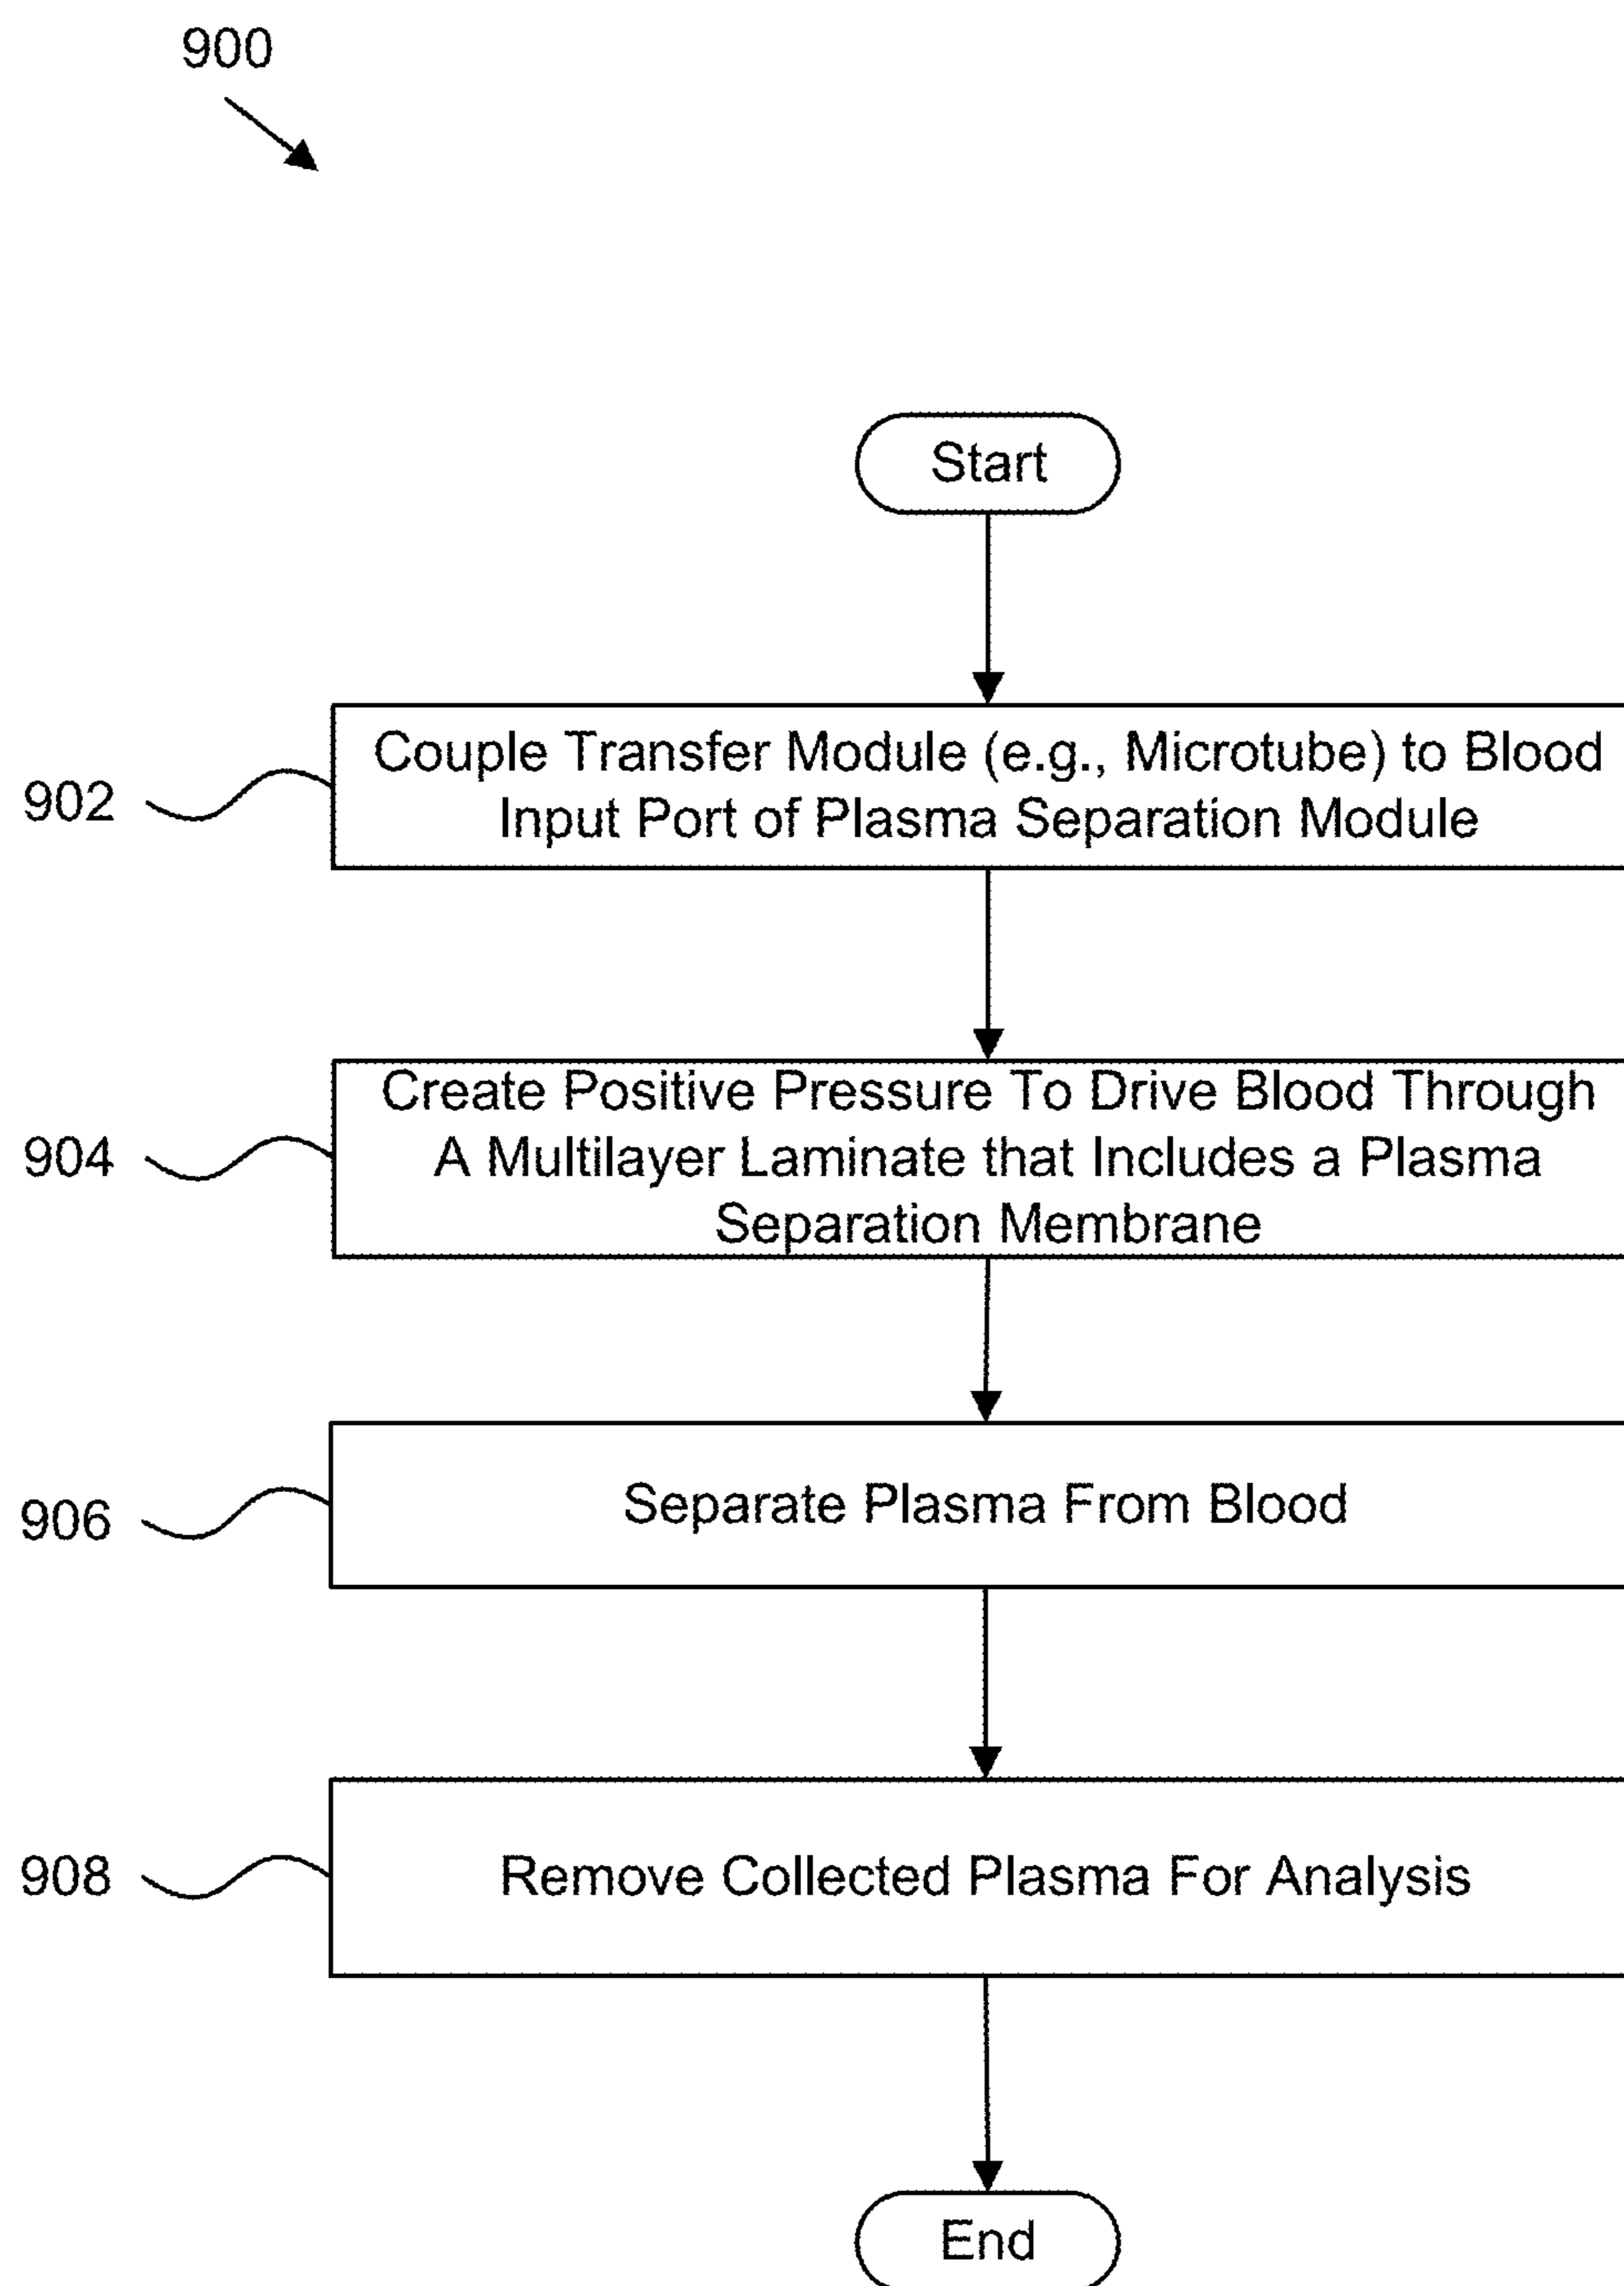 900
Start
902
Couple Transfer Module (e.g., Microtube) to Blood
Input Port of Plasma Separation Module
904
Create Positive Pressure To Drive Blood Through
A Multilayer Laminate that Includes a Plasma
Separation Membrane
906
Separate Plasma From Blood
908
Remove Collected Plasma For Analysis
End